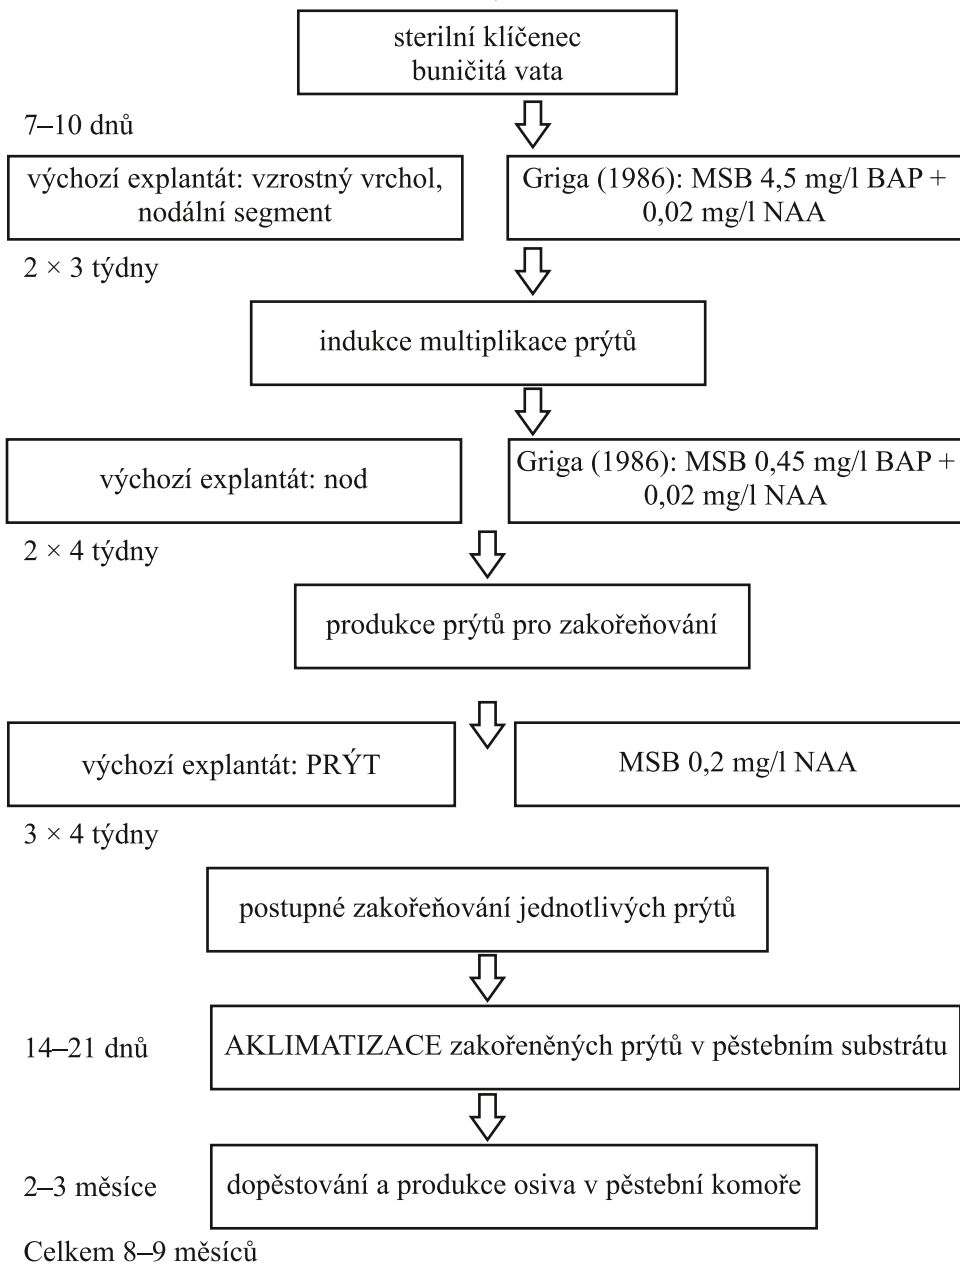 sterilní klíčenec
buničitá vata
7–10 dnů
výchozí explantát: vzrostný vrchol,
nodální segment
Griga (1986): MSB 4,5 mg/l BAP +
0,02 mg/l NAA
2 × 3 týdny
indukce multiplikace prýtů
výchozí explantát: nod
Griga (1986): MSB 0,45 mg/l BAP +
0,02 mg/l NAA
2 × 4 týdny
produkce prýtů pro zakořeňování
výchozí explantát: PRÝT
MSB 0,2 mg/l NAA
3 × 4 týdny
postupné zakořeňování jednotlivých prýtů
14–21 dnů
AKLIMATIZACE zakořeněných prýtů v pěstebním substrátu
2–3 měsíce
dopěstování a produkce osiva v pěstební komoře
Celkem 8–9 měsíců